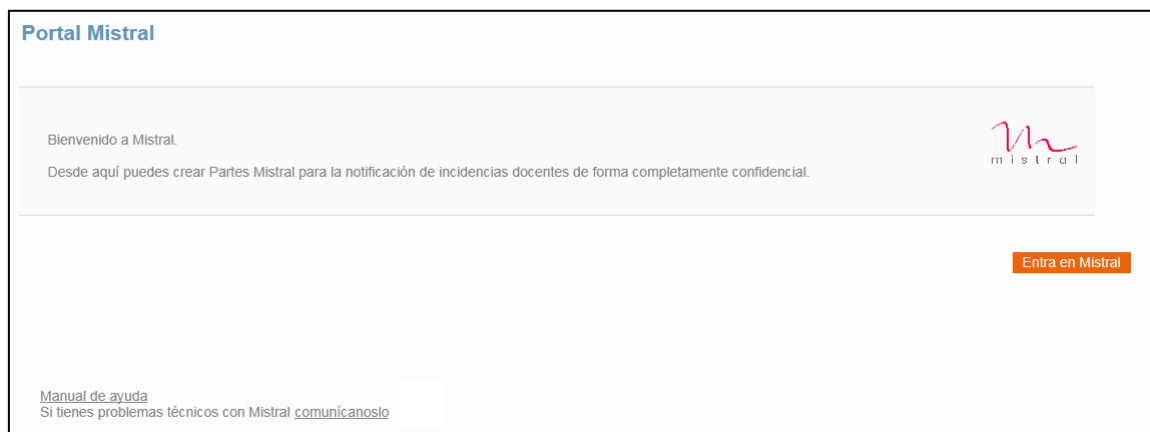 Portal Mistral
Bienvenido a Mistral.
mistral
Desde aquí puedes crear Partes Mistral para la notificación de incidencias docentes de forma completamente confidencial.
Entra en Mistral
Manual de ayuda
Si tienes problemas técnicos con Mistral comunícanoslo